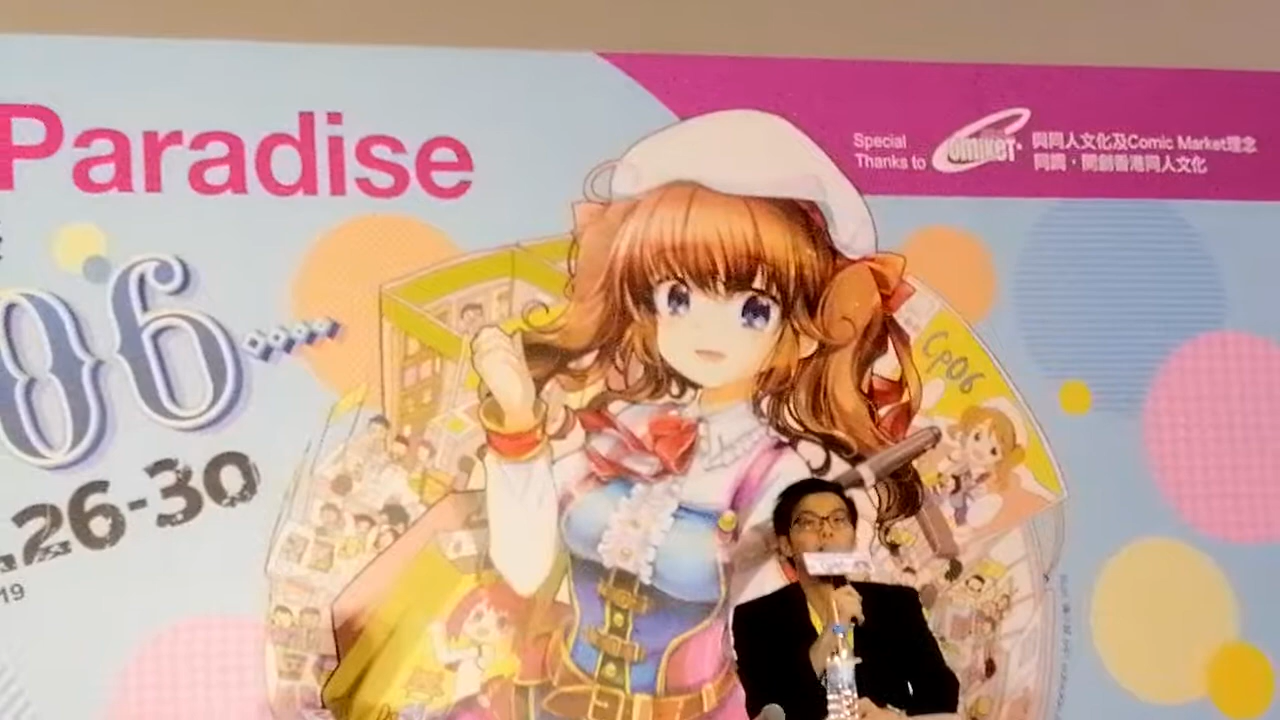 Paradise
Special
Thanks to
comiket
與同人文化及Comic Market理念
同調，開創香港同人文化
06
.26-30
19
Cp06